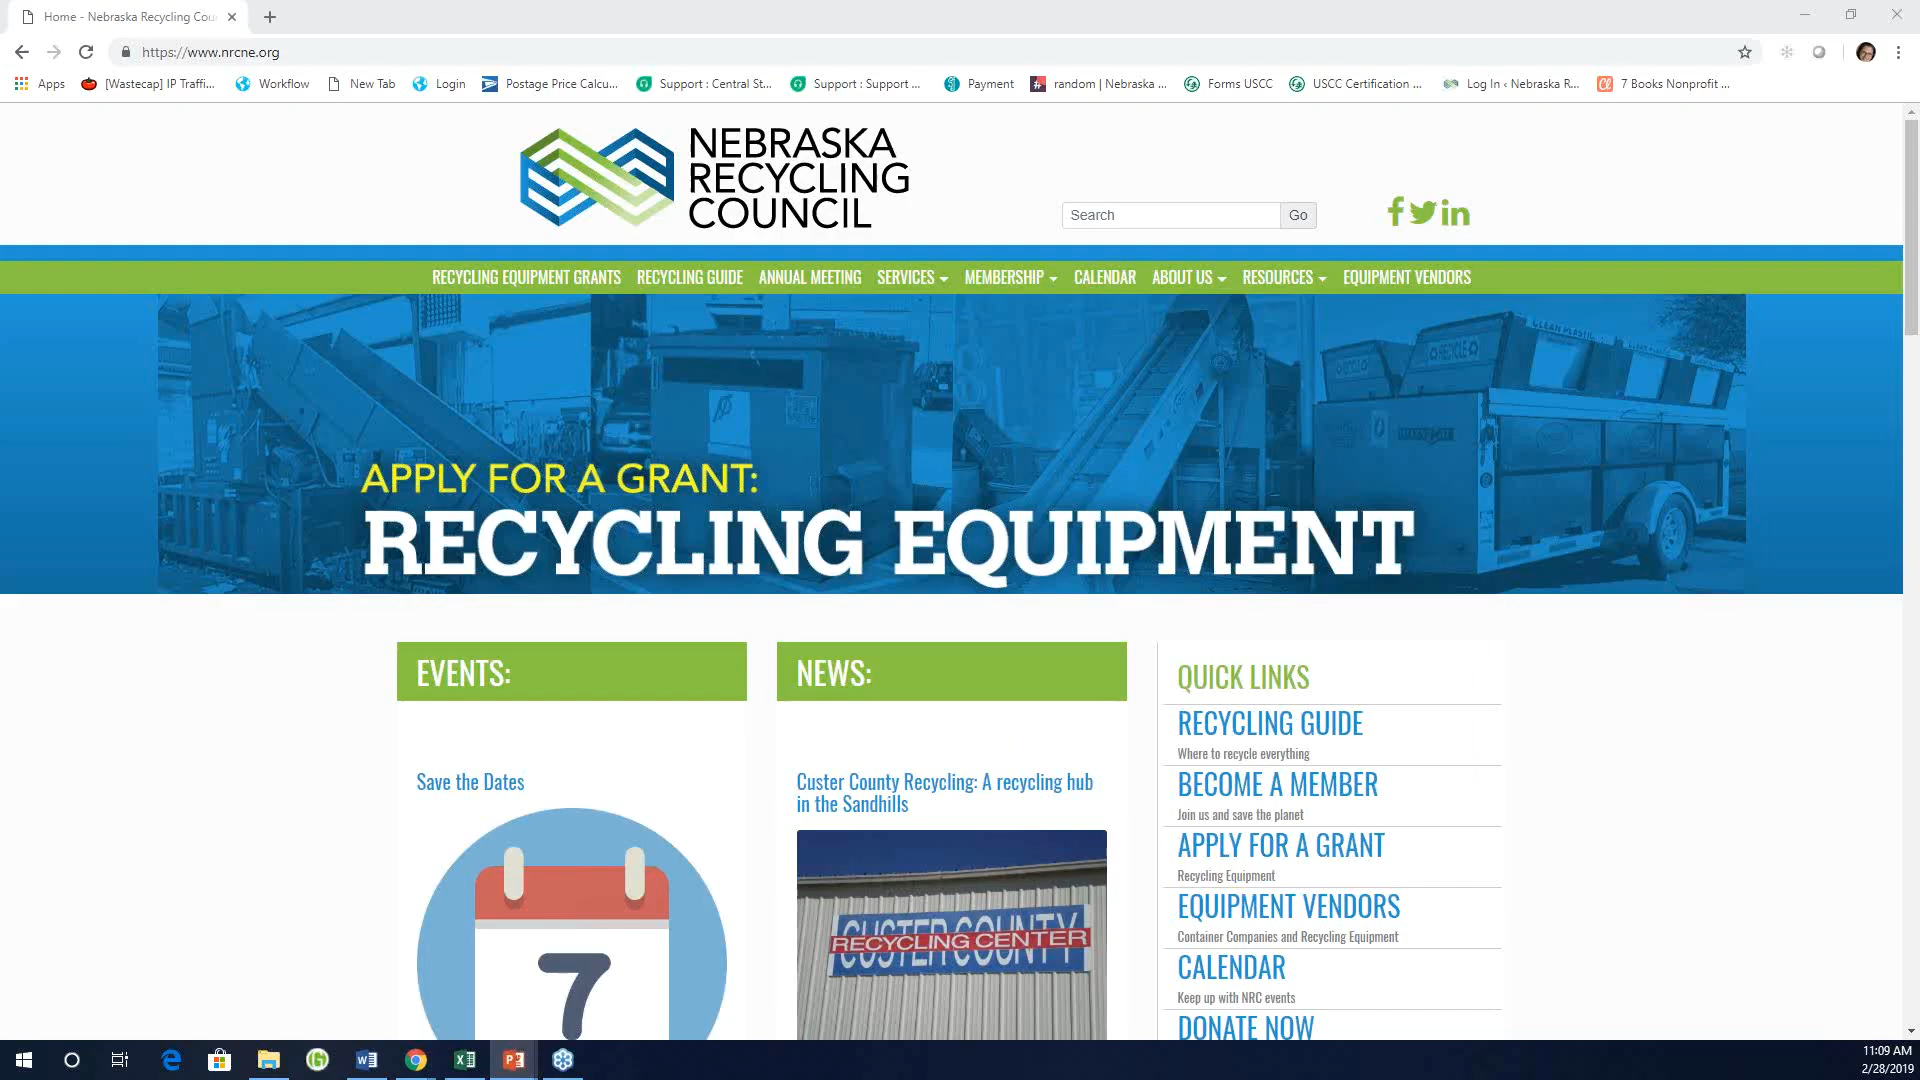 Home - Nebraska Recycling Cou
https://www.nrcne.org
Apps [Wastecap] IP Traffi... Workflow New Tab Login Postage Price Calcu... Support : Central St... Support : Support ... Payment random | Nebraska ... Forms USCC USCC Certification ... Log In ‹ Nebraska R... 7 Books Nonprofit ...
NEBRASKA
RECYCLING
COUNCIL
Search Go
RECYCLING EQUIPMENT GRANTS RECYCLING GUIDE ANNUAL MEETING SERVICES MEMBERSHIP CALENDAR ABOUT US RESOURCES EQUIPMENT VENDORS
CLEAN PLASTIC
RECYCLE
APPLY FOR A GRANT:
RECYCLING EQUIPMENT
EVENTS:
Save the Dates
7
NEWS:
Custer County Recycling: A recycling hub
in the Sandhills
CUSTER COUNTY
RECYCLING CENTER
QUICK LINKS
RECYCLING GUIDE
Where to recycle everything
BECOME A MEMBER
Join us and save the planet
APPLY FOR A GRANT
Recycling Equipment
EQUIPMENT VENDORS
Container Companies and Recycling Equipment
CALENDAR
Keep up with NRC events
DONATE NOW
11:09 AM
2/28/2019